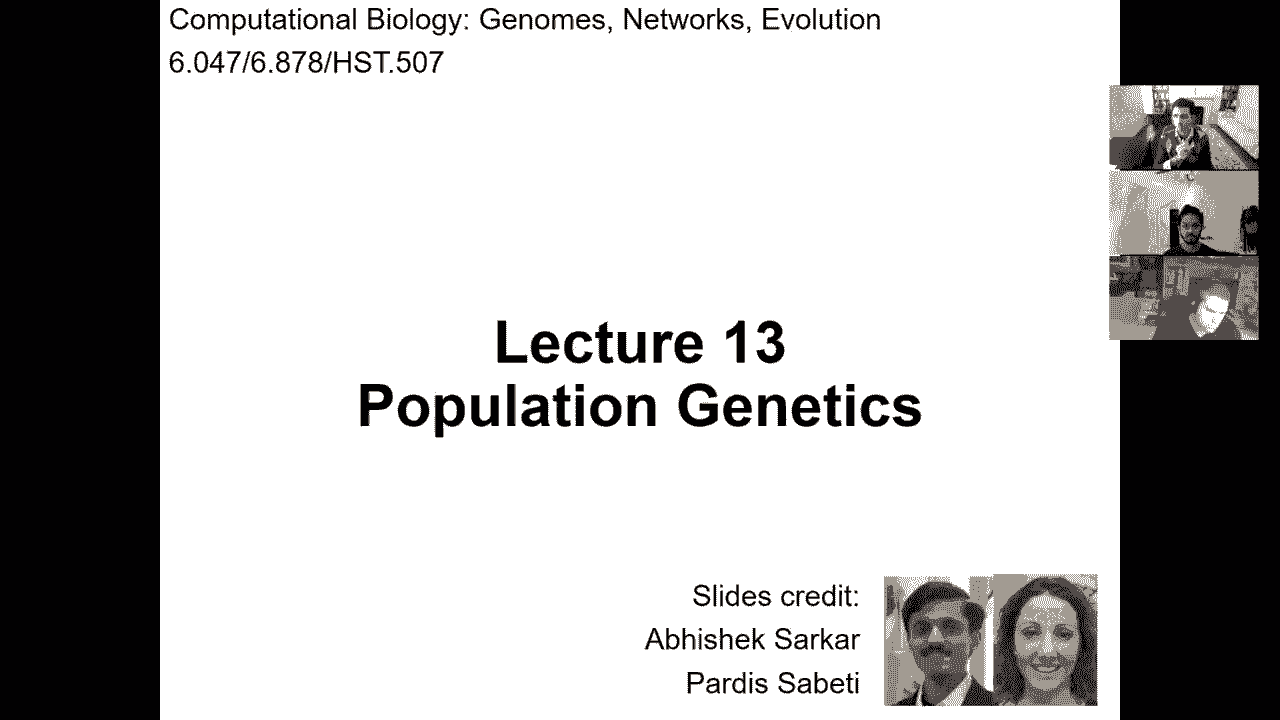 Computational Biology: Genomes, Networks, Evolution
6.047/6.878/HST.507
Lecture 13
Population Genetics
Slides credit:
Abhishek Sarkar
Pardis Sabeti